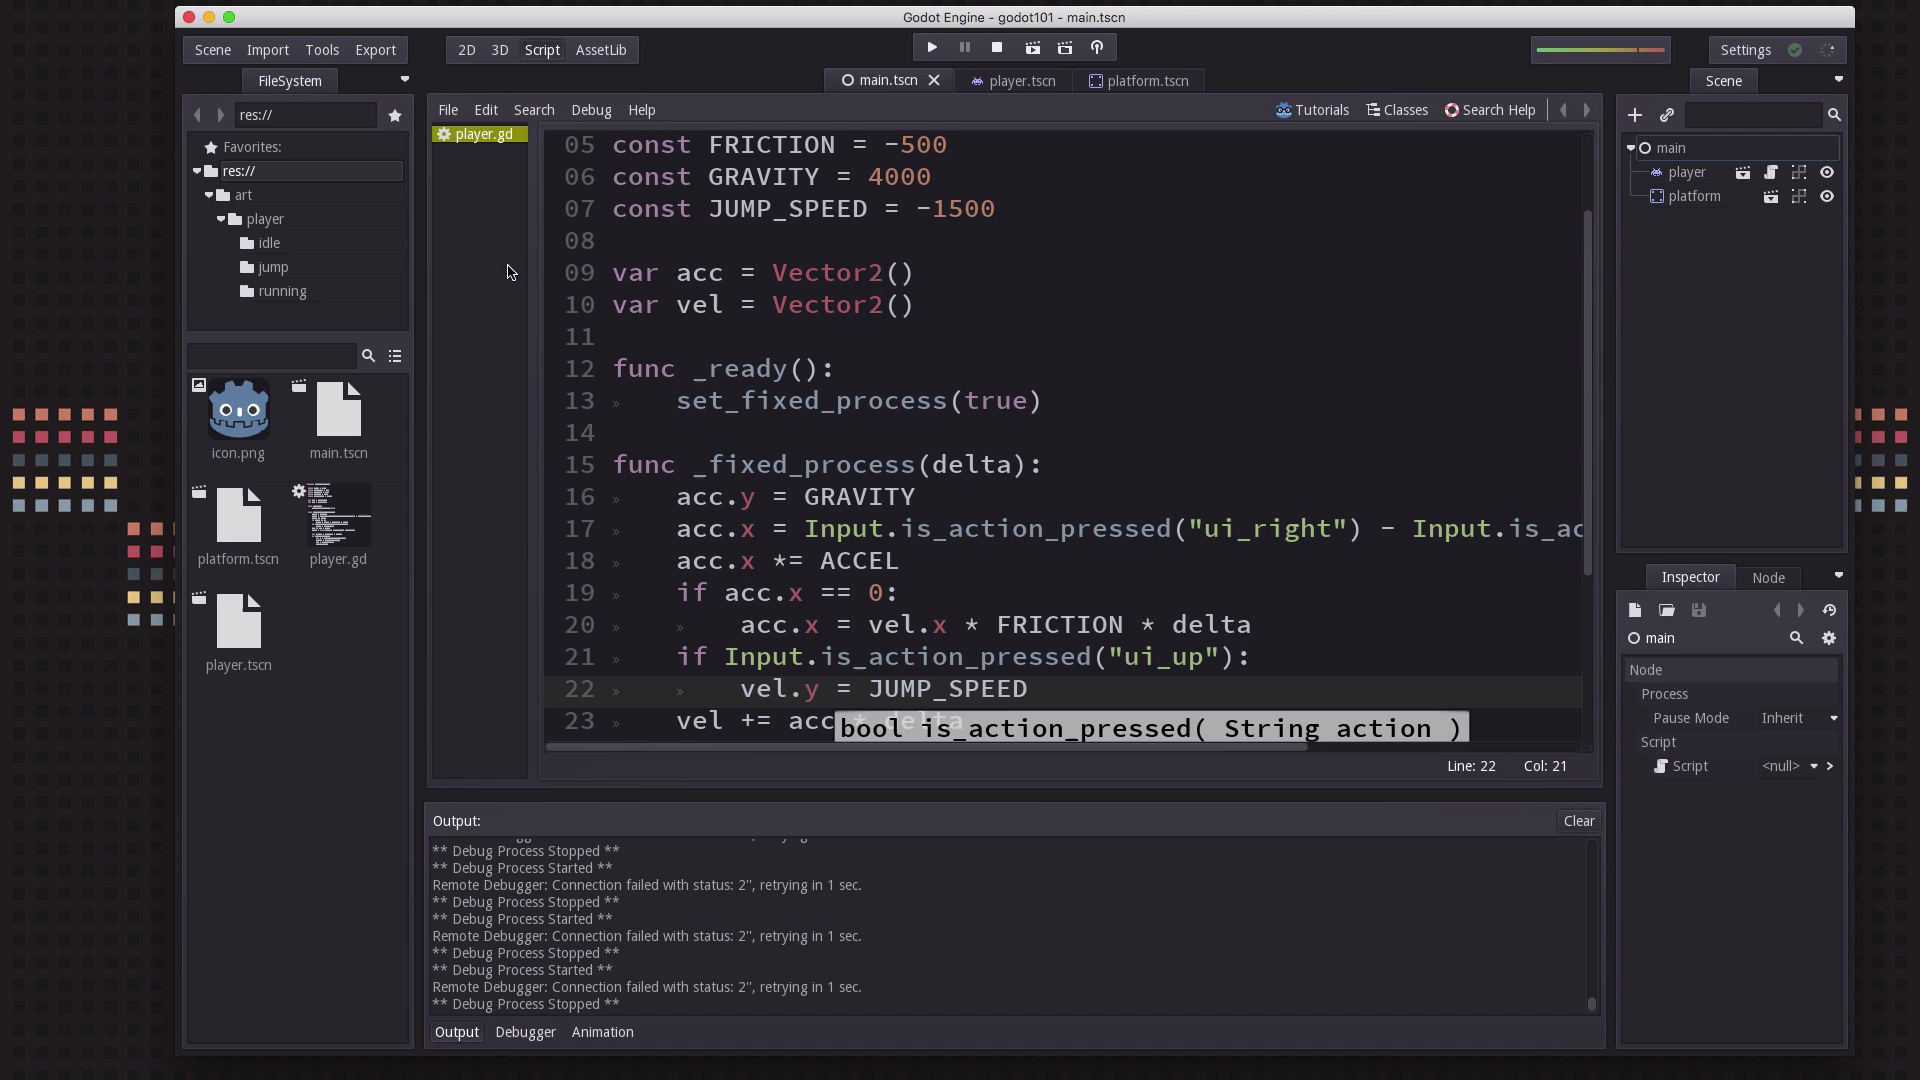 Godot Engine - godot101 - main.tscn
Scene Import Tools Export
2D 3D Script AssetLib
Settings
FileSystem
main.tscn
player.tscn
platform.tscn
Scene
res://
File Edit Search Debug Help
Tutorials Classes Search Help
Favorites:
res://
art
player
idle
jump
running
icon.png
main.tscn
platform.tscn
player.gd
player.tscn
player.gd
05 const FRICTION = -500
06 const GRAVITY = 4000
07 const JUMP_SPEED = -1500
08
09 var acc = Vector2()
10 var vel = Vector2()
11
12 func _ready():
13 » set_fixed_process(true)
14
15 func _fixed_process(delta):
16 » acc.y = GRAVITY
17 » acc.x = Input.is_action_pressed("ui_right") - Input.is_ac
18 » acc.x *= ACCEL
19 » if acc.x == 0:
20 » » acc.x = vel.x * FRICTION * delta
21 » if Input.is_action_pressed("ui_up"):
22 » » vel.y = JUMP_SPEED
23 » vel += acc * delta
bool is_action_pressed( String action )
Line: 22 Col: 21
Output:
Clear
** Debug Process Stopped **
** Debug Process Started **
Remote Debugger: Connection failed with status: 2'', retrying in 1 sec.
** Debug Process Stopped **
** Debug Process Started **
Remote Debugger: Connection failed with status: 2'', retrying in 1 sec.
** Debug Process Stopped **
** Debug Process Started **
Remote Debugger: Connection failed with status: 2'', retrying in 1 sec.
** Debug Process Stopped **
Output Debugger Animation
main
player
platform
Inspector Node
main
Node
Process
Pause Mode Inherit
Script
Script <null>